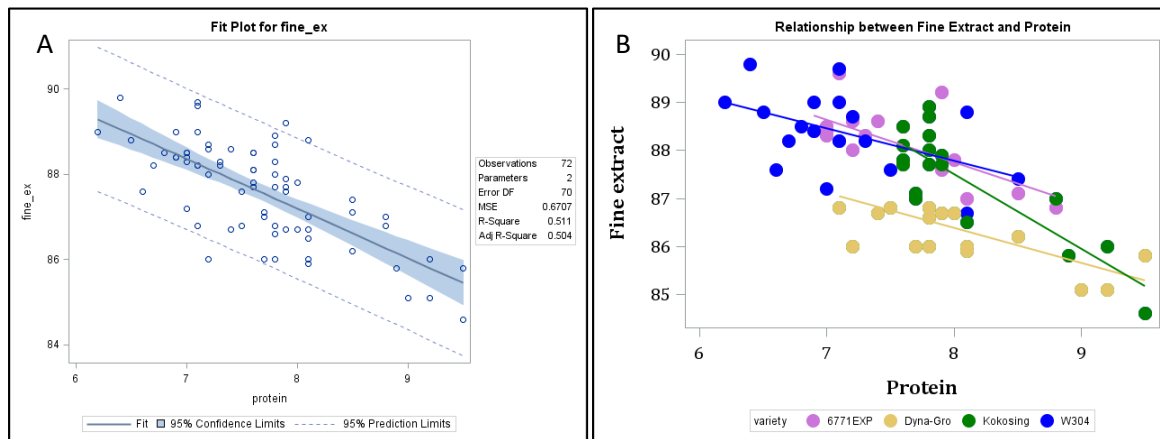 A
Fit Plot for fine_ex
90
88
86
84
fine_ex
6
7
8
9
protein
Observations 72
Parameters 2
Error DF 70
MSE 0.6707
R-Square 0.511
Adj R-Square 0.504
Fit 95% Confidence Limits 95% Prediction Limits
B
Relationship between Fine Extract and Protein
90
89
88
87
86
85
Fine extract
6
7
8
9
Protein
variety 6771EXP Dyna-Gro Kokosing W304